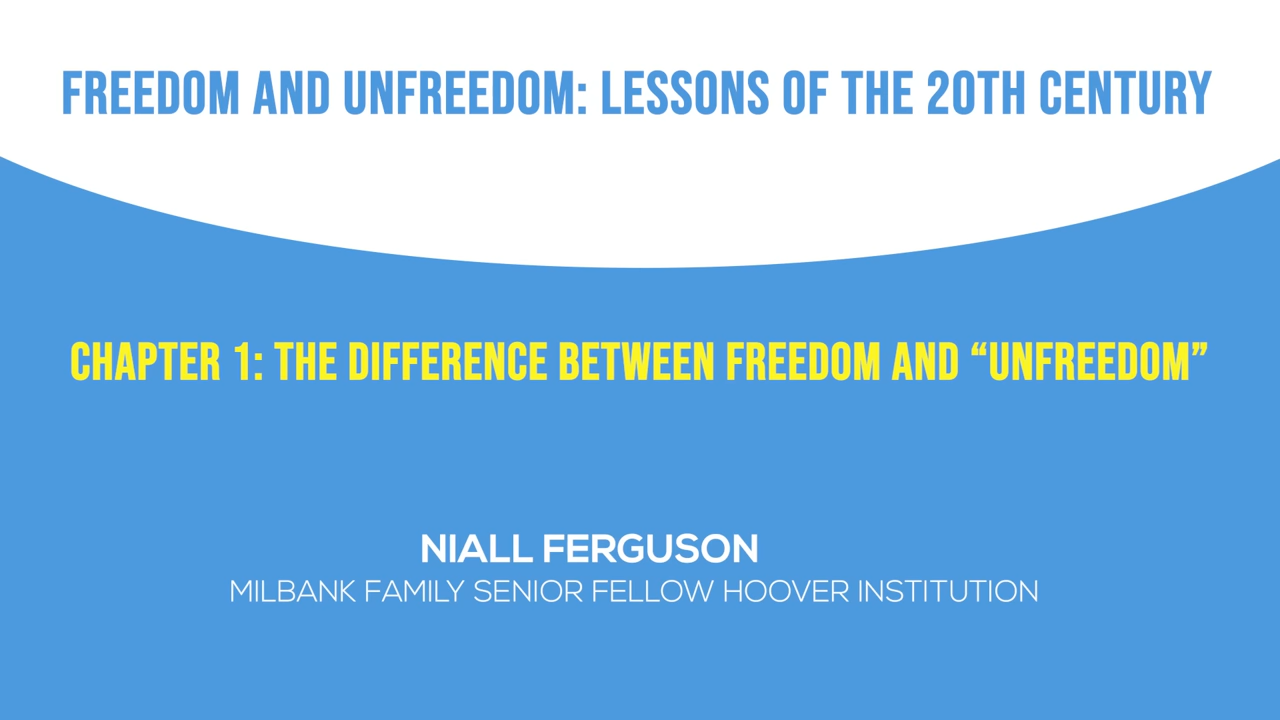 FREEDOM AND UNFREEDOM: LESSONS OF THE 20TH CENTURY
CHAPTER 1: THE DIFFERENCE BETWEEN FREEDOM AND “UNFREEDOM”
NIALL FERGUSON
MILBANK FAMILY SENIOR FELLOW HOOVER INSTITUTION